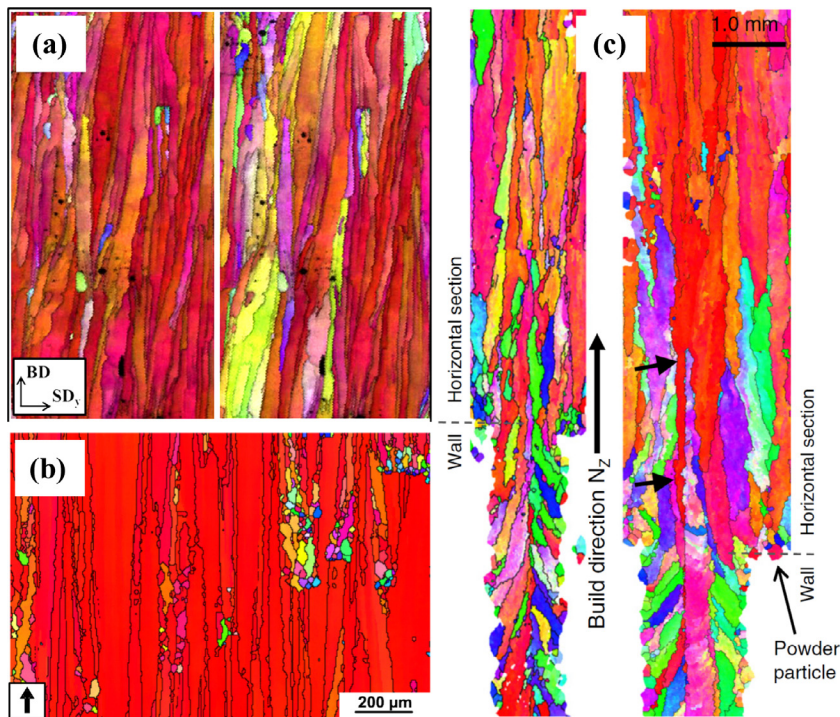 (a)
BD
SDy
(b)
200 µm
(c)
1.0 mm
Horizontal section
Wall
Build direction NZ
Horizontal section
Wall
Powder
particle